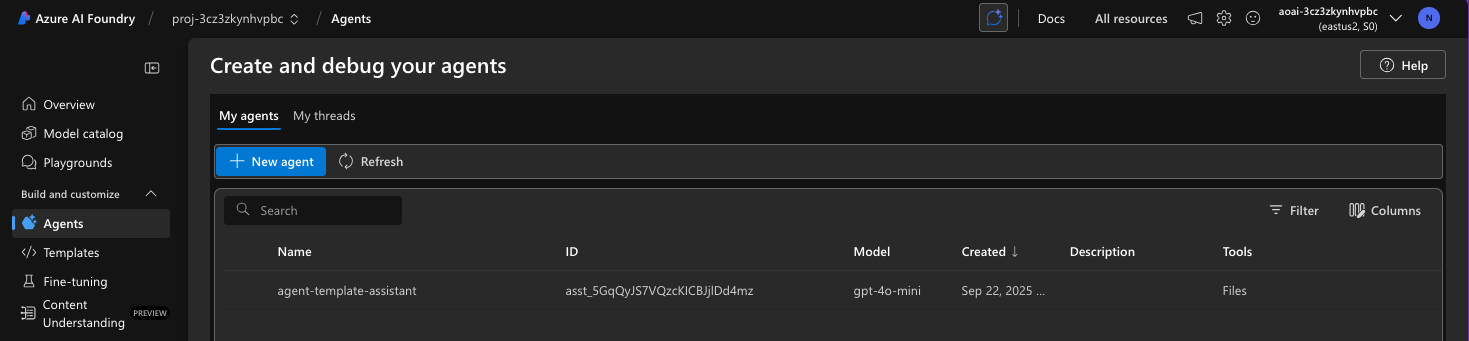 Azure AI Foundry / proj-3cz3zkynhvpbc / Agents
Docs
All resources
aoai-3cz3zkynhvpbc
(eastus2, S0)
N
Create and debug your agents
Help
Overview
Model catalog
Playgrounds
Build and customize
Agents
Templates
Fine-tuning
Content
Understanding PREVIEW
My agents My threads
New agent Refresh
Search
Filter Columns
Name ID Model Created ↓ Description Tools
agent-template-assistant asst_5GqQyJS7VQzcKlCBJjlDd4mz gpt-4o-mini Sep 22, 2025 ... Files